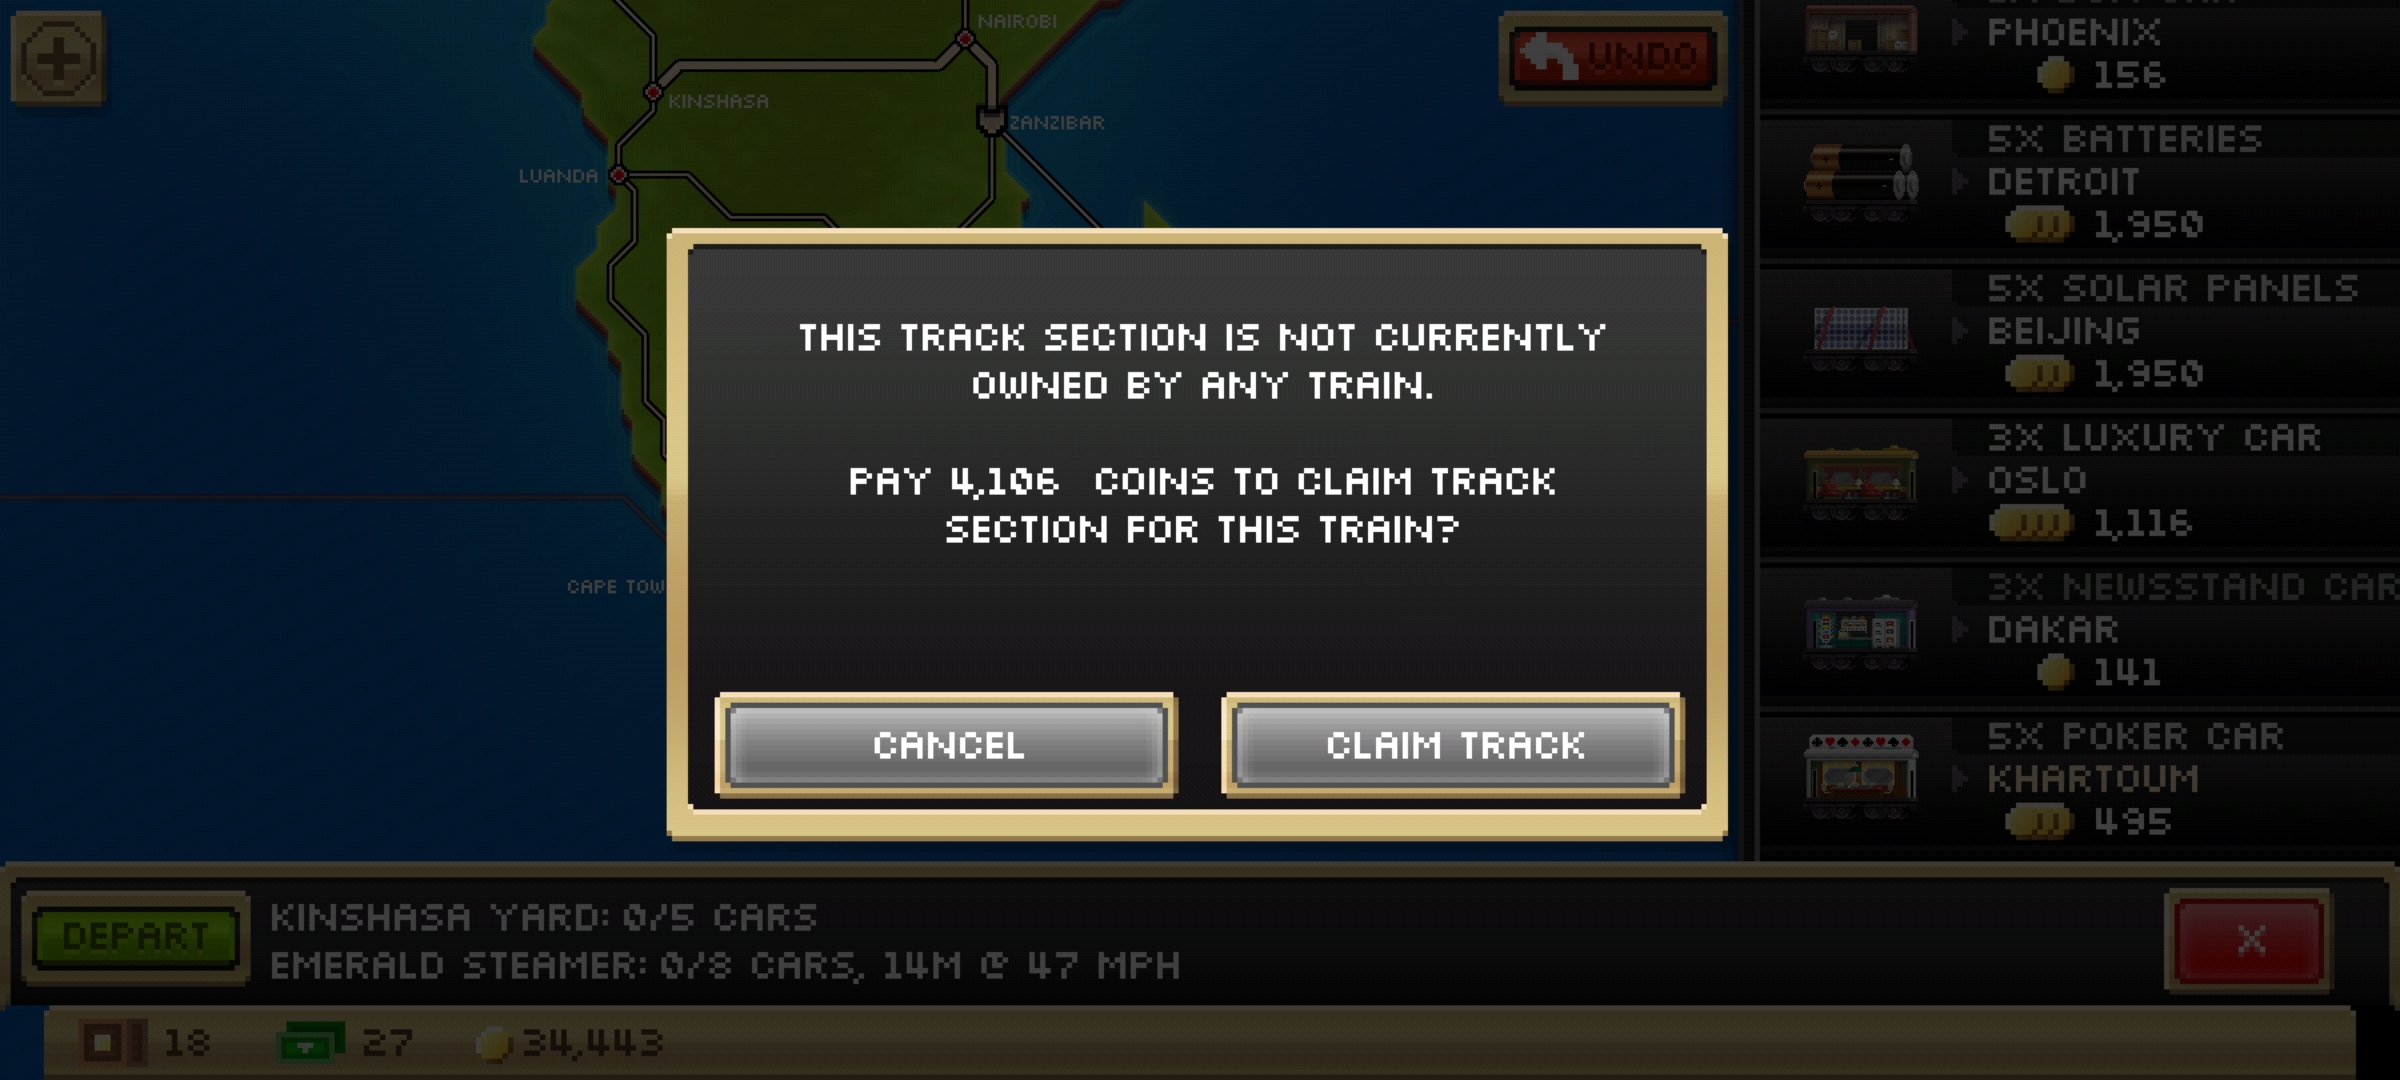 NAIROBI
KINSHASA
ZANZIBAR
LUANDA
CAPE TOW
UNDO
PHOENIX
156
5X BATTERIES
DETROIT
1,950
5X SOLAR PANELS
BEIJING
1,950
3X LUXURY CAR
OSLO
1,116
3X NEWSSTAND CAR
DAKAR
141
5X POKER CAR
KHARTOUM
495
THIS TRACK SECTION IS NOT CURRENTLY
OWNED BY ANY TRAIN.
PAY 4,106 COINS TO CLAIM TRACK
SECTION FOR THIS TRAIN?
CANCEL
CLAIM TRACK
DEPART
KINSHASA YARD: 0/5 CARS
EMERALD STEAMER: 0/8 CARS, 14M @ 47 MPH
X
18
27
34,443